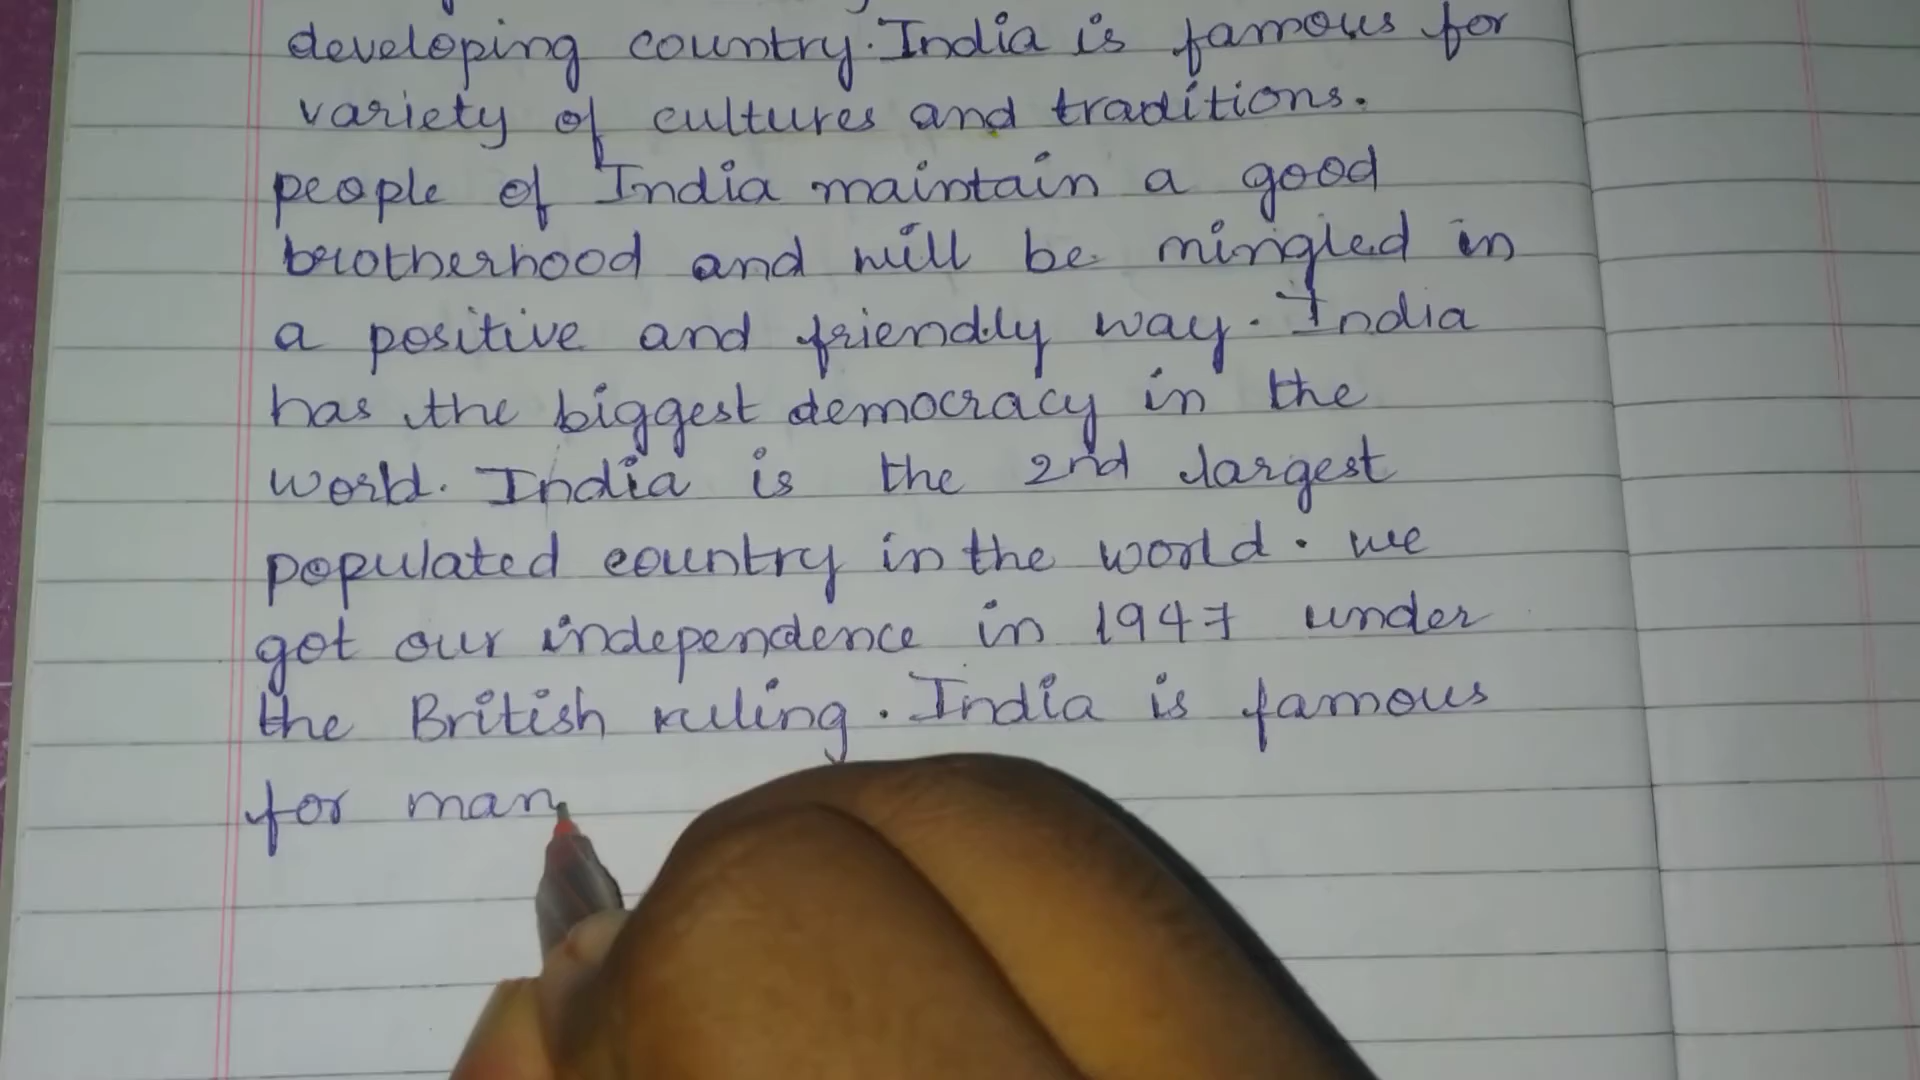 developing country. India is famous for
variety of cultures and traditions.
people of India maintain a good
brotherhood and will be mingled in
a positive and friendly way. India
has the biggest democracy in the
world. India is the 2nd largest
populated country in the world. we
got our independence in 1947 under
the British ruling. India is famous
for man